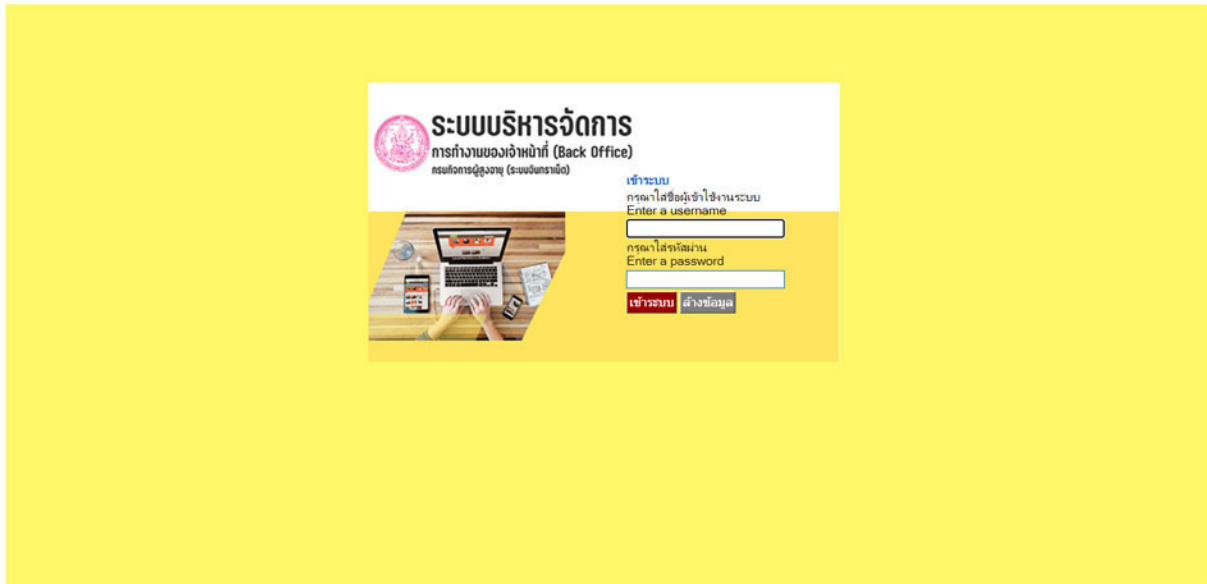 ระบบบริหารจัดการ
การทำงานของเจ้าหน้าที่ (Back Office)
กรมกิจการผู้สูงอายุ (ระบบอินทราเน็ต)
เข้าระบบ
กรุณาใส่ชื่อผู้เข้าใช้งานระบบ
Enter a username
กรุณาใส่รหัสผ่าน
Enter a password
เข้าระบบ ล้างข้อมูล